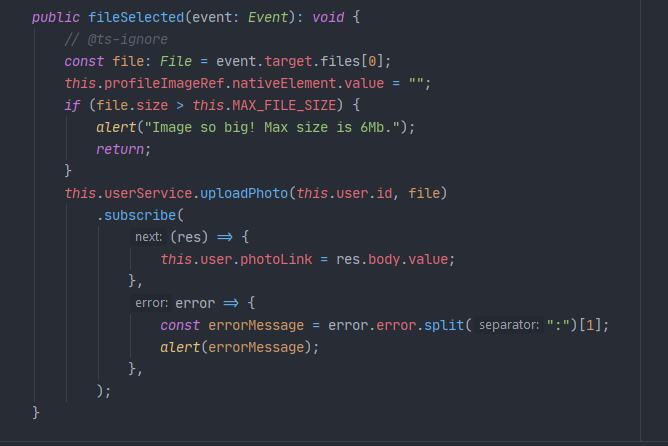 public fileSelected(event: Event): void {
// @ts-ignore
const file: File = event.target.files[0];
this.profileImageRef.nativeElement.value = "";
if (file.size > this.MAX_FILE_SIZE) {
alert("Image so big! Max size is 6Mb.");
return;
}
this.userService.uploadPhoto(this.user.id, file)
.subscribe(
next: (res) => {
this.user.photoLink = res.body.value;
},
error: error => {
const errorMessage = error.error.split( separator: ":")[1];
alert(errorMessage);
},
);
}